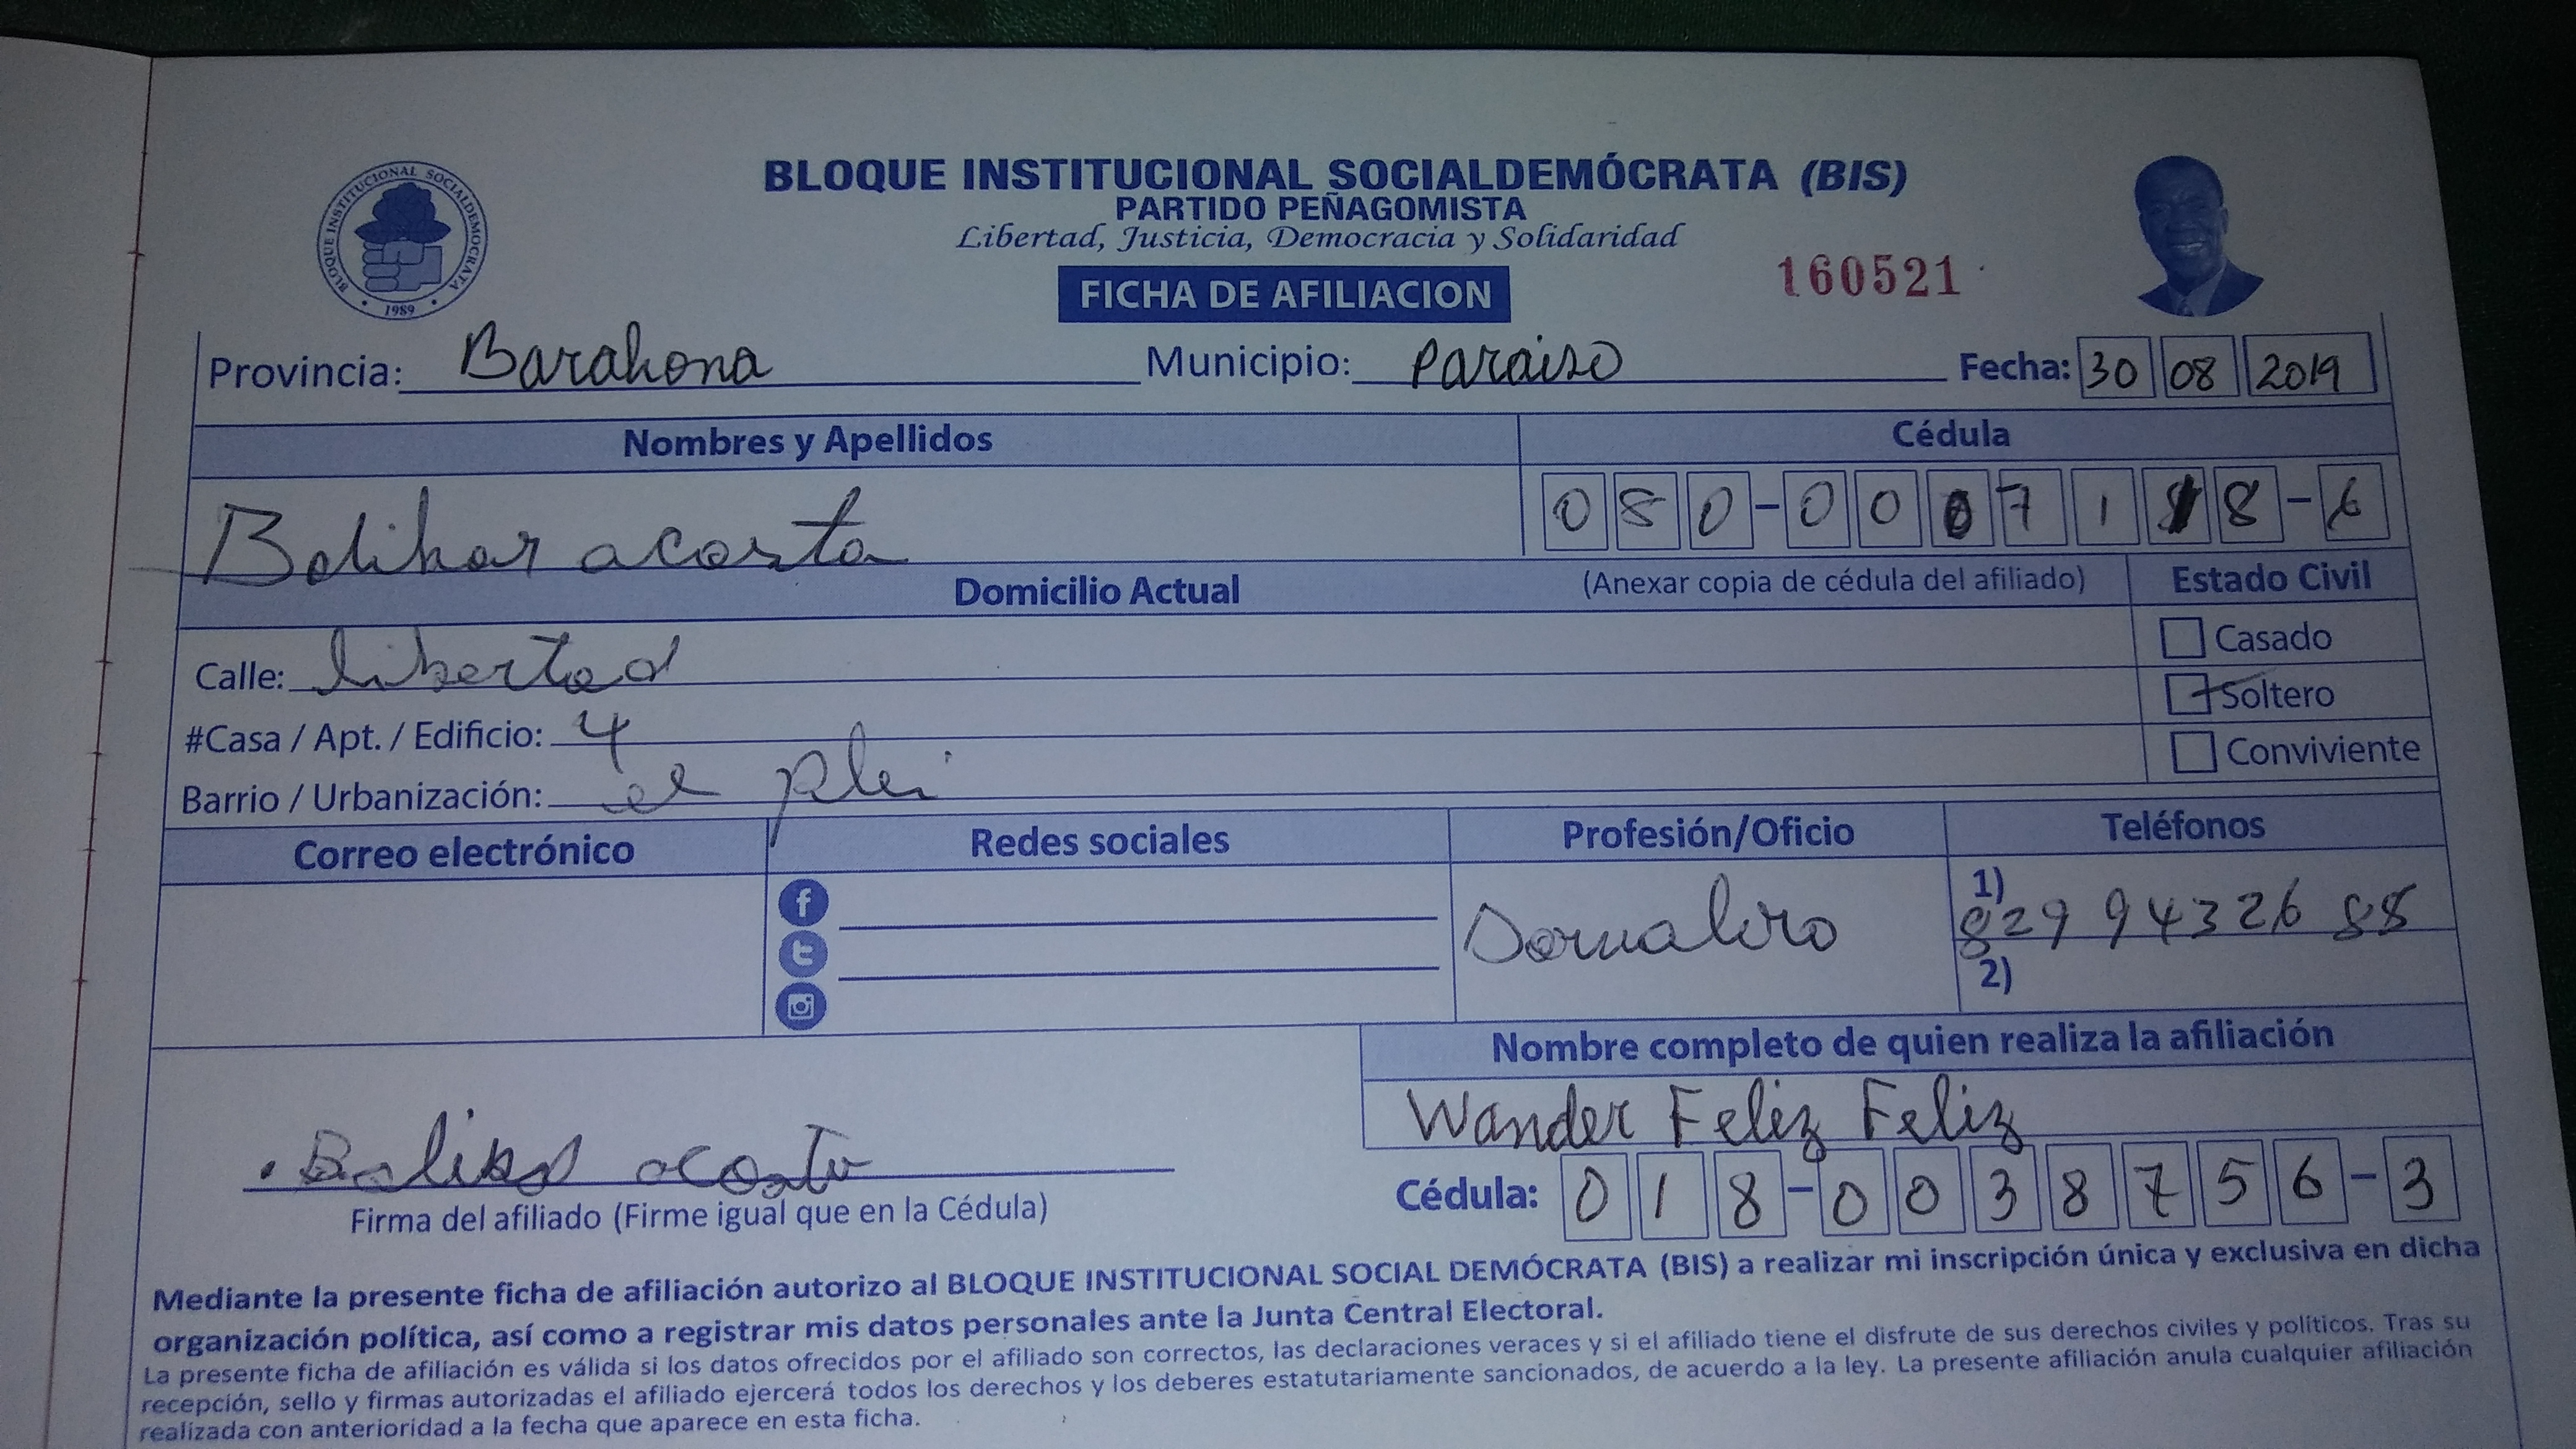 BLOQUE INSTITUCIONAL SOCIALDEMOCRATA
1989
BLOQUE INSTITUCIONAL SOCIALDEMÓCRATA (BIS)
PARTIDO PEÑAGOMISTA
Libertad, Justicia, Democracia y Solidaridad
FICHA DE AFILIACION
160521
Provincia: Barahona Municipio: Paraiso Fecha: 30 08 2019
Nombres y Apellidos Cédula
Bolibar acosta 080-0007188-6
Domicilio Actual (Anexar copia de cédula del afiliado) Estado Civil
Calle: libertad
Casado
#Casa / Apt. / Edificio: 4
Soltero
Barrio / Urbanización: el plei
Conviviente
Correo electrónico Redes sociales Profesión/Oficio Teléfonos
1) 829 9432688
2)
Nombre completo de quien realiza la afiliación
Wander Feliz Feliz
acosta
Firma del afiliado (Firme igual que en la Cédula)
Cédula: 018-0038756-3
Mediante la presente ficha de afiliación autorizo al BLOQUE INSTITUCIONAL SOCIAL DEMÓCRATA (BIS) a realizar mi inscripción única y exclusiva en dicha
organización política, así como a registrar mis datos personales ante la Junta Central Electoral.
La presente ficha de afiliación es válida si los datos ofrecidos por el afiliado son correctos, las declaraciones veraces y si el afiliado tiene el disfrute de sus derechos civiles y políticos. Tras su
recepción, sello y firmas autorizadas el afiliado ejercerá todos los derechos y los deberes estatutariamente sancionados, de acuerdo a la ley. La presente afiliación anula cualquier afiliación
realizada con anterioridad a la fecha que aparece en esta ficha.